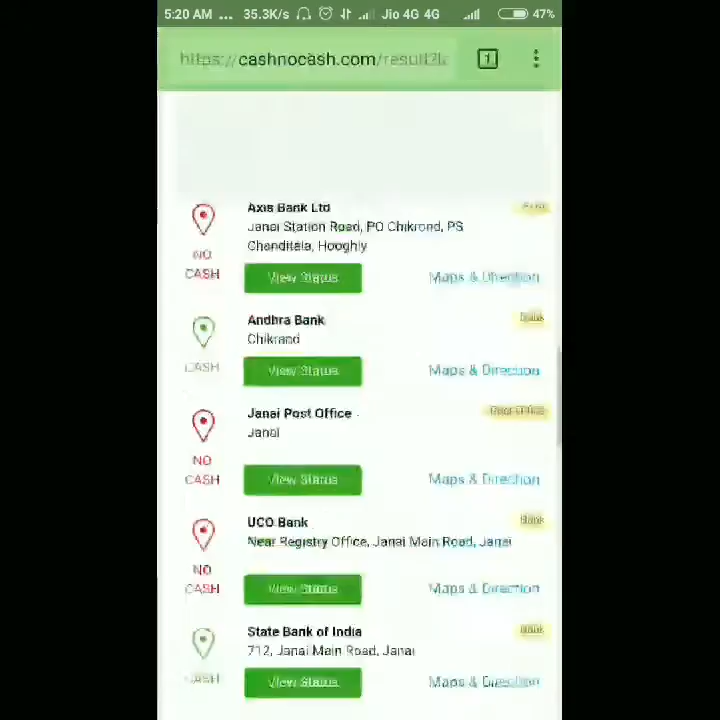 5:20 AM ... 35.3K/s Jio 4G 4G 47%
https://cashnocash.com/result?l
1
Axis Bank Ltd
Janai Station Road, PO Chikrand, PS
Chanditala, Hooghly
NO
CASH
View Status
Maps & Direction
Andhra Bank
Bank
Chikrand
CASH
View Status
Maps & Direction
Janai Post Office
Post Office
Janai
NO
CASH
View Status
Maps & Direction
UCO Bank
Bank
Near Registry Office, Janai Main Road, Janai
NO
CASH
View Status
Maps & Direction
State Bank of India
Bank
712, Janai Main Road, Janai
CASH
View Status
Maps & Direction